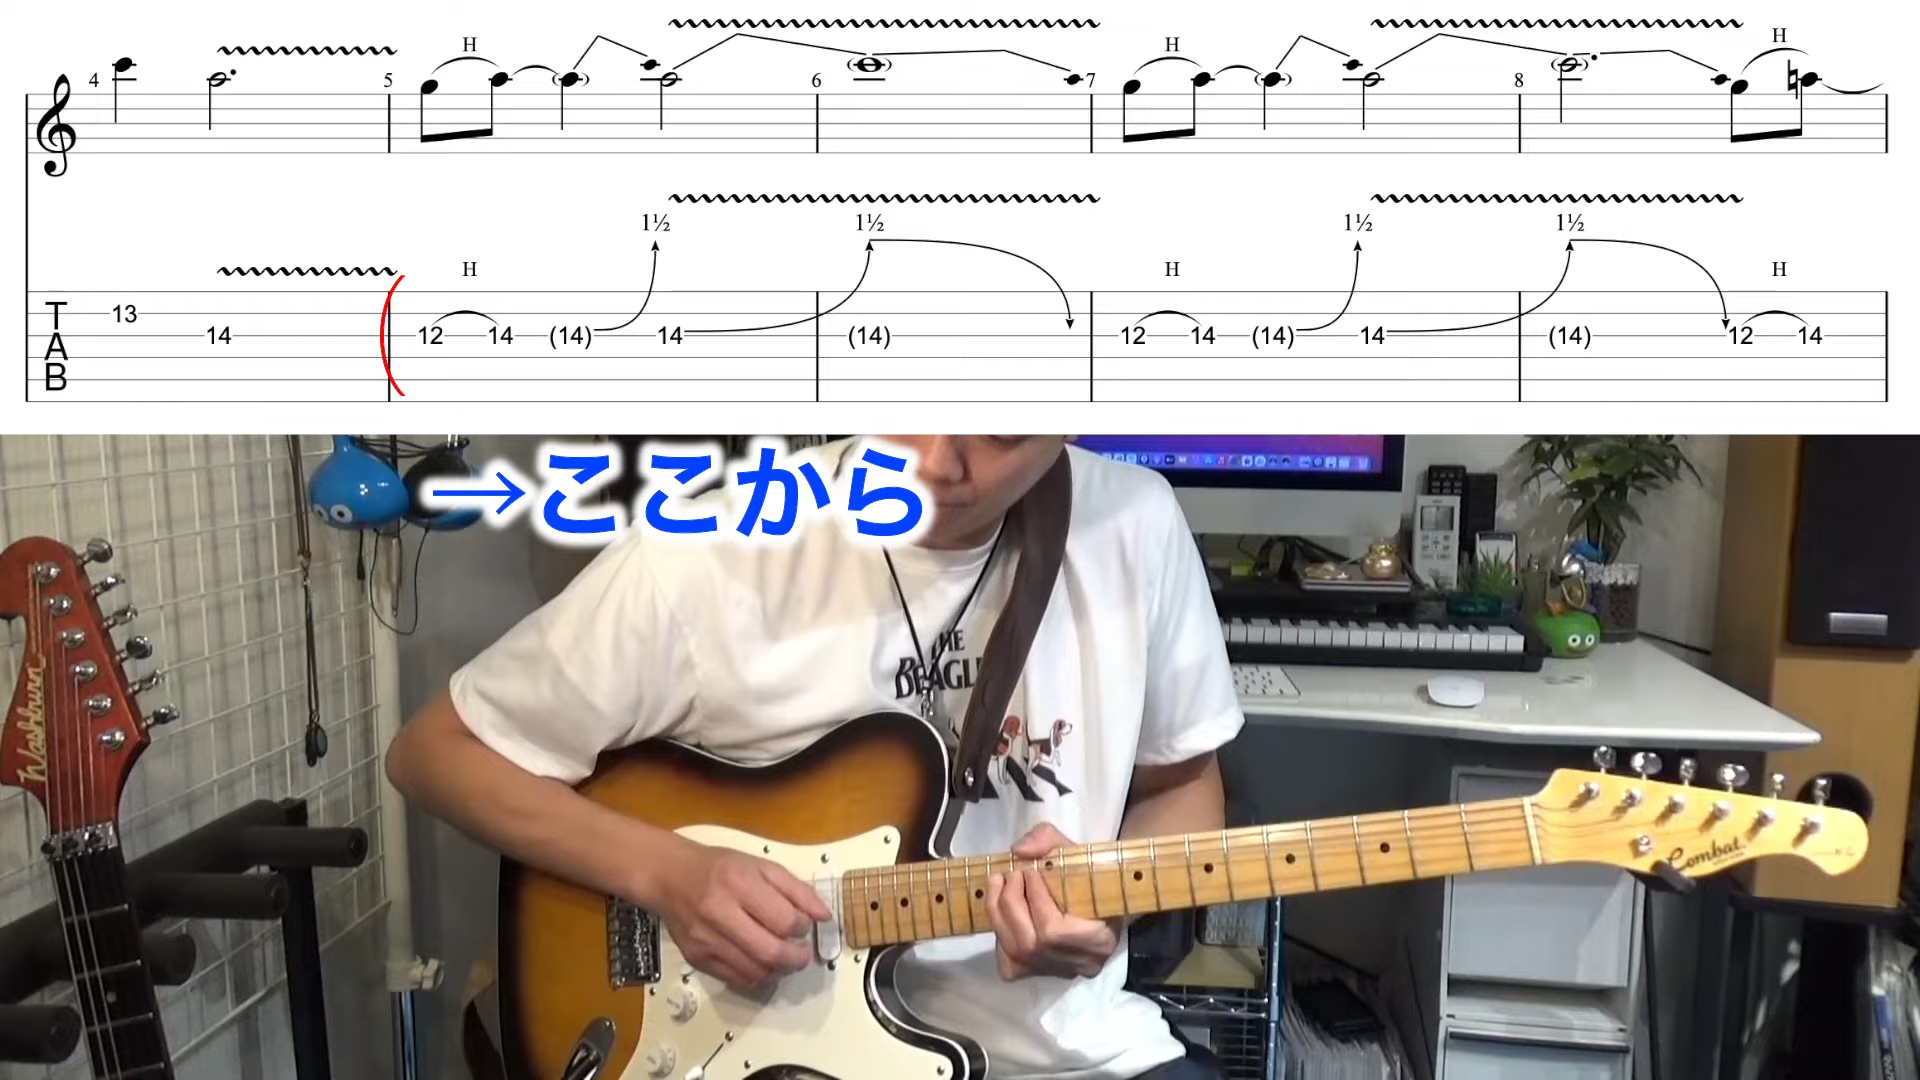 H H H
4 5 6 7 8
1½ 1½ 1½ 1½
H H H
T
A
B
13 14 12 14 (14) 14 (14) 12 14 (14) 14 (14) 12 14
→ここから
Washburn
THE
BEAGL
Combat